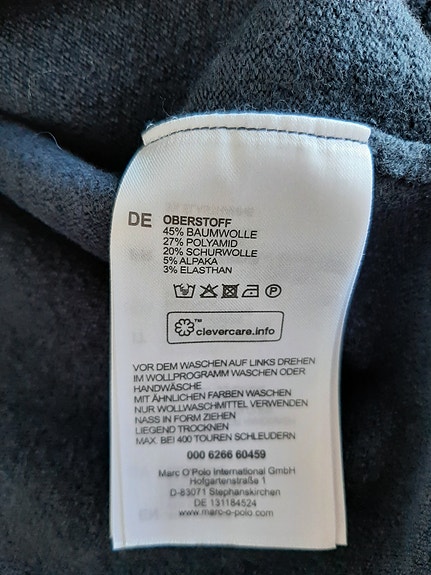 DE OBERSTOFF
45% BAUMWOLLE
27% POLYAMID
20% SCHURWOLLE
5% ALPAKA
3% ELASTHAN
P
™ clevercare.info
VOR DEM WASCHEN AUF LINKS DREHEN
IM WOLLPROGRAMM WASCHEN ODER
HANDWÄSCHE
MIT ÄHNLICHEN FARBEN WASCHEN
NUR WOLLWASCHMITTEL VERWENDEN
NASS IN FORM ZIEHEN
LIEGEND TROCKNEN
MAX. BEI 400 TOUREN SCHLEUDERN
000 6266 60459
Marc O'Polo International GmbH
Hofgartenstraße 1
D-83071 Stephanskirchen
DE 131184524
www.marc-o-polo.com